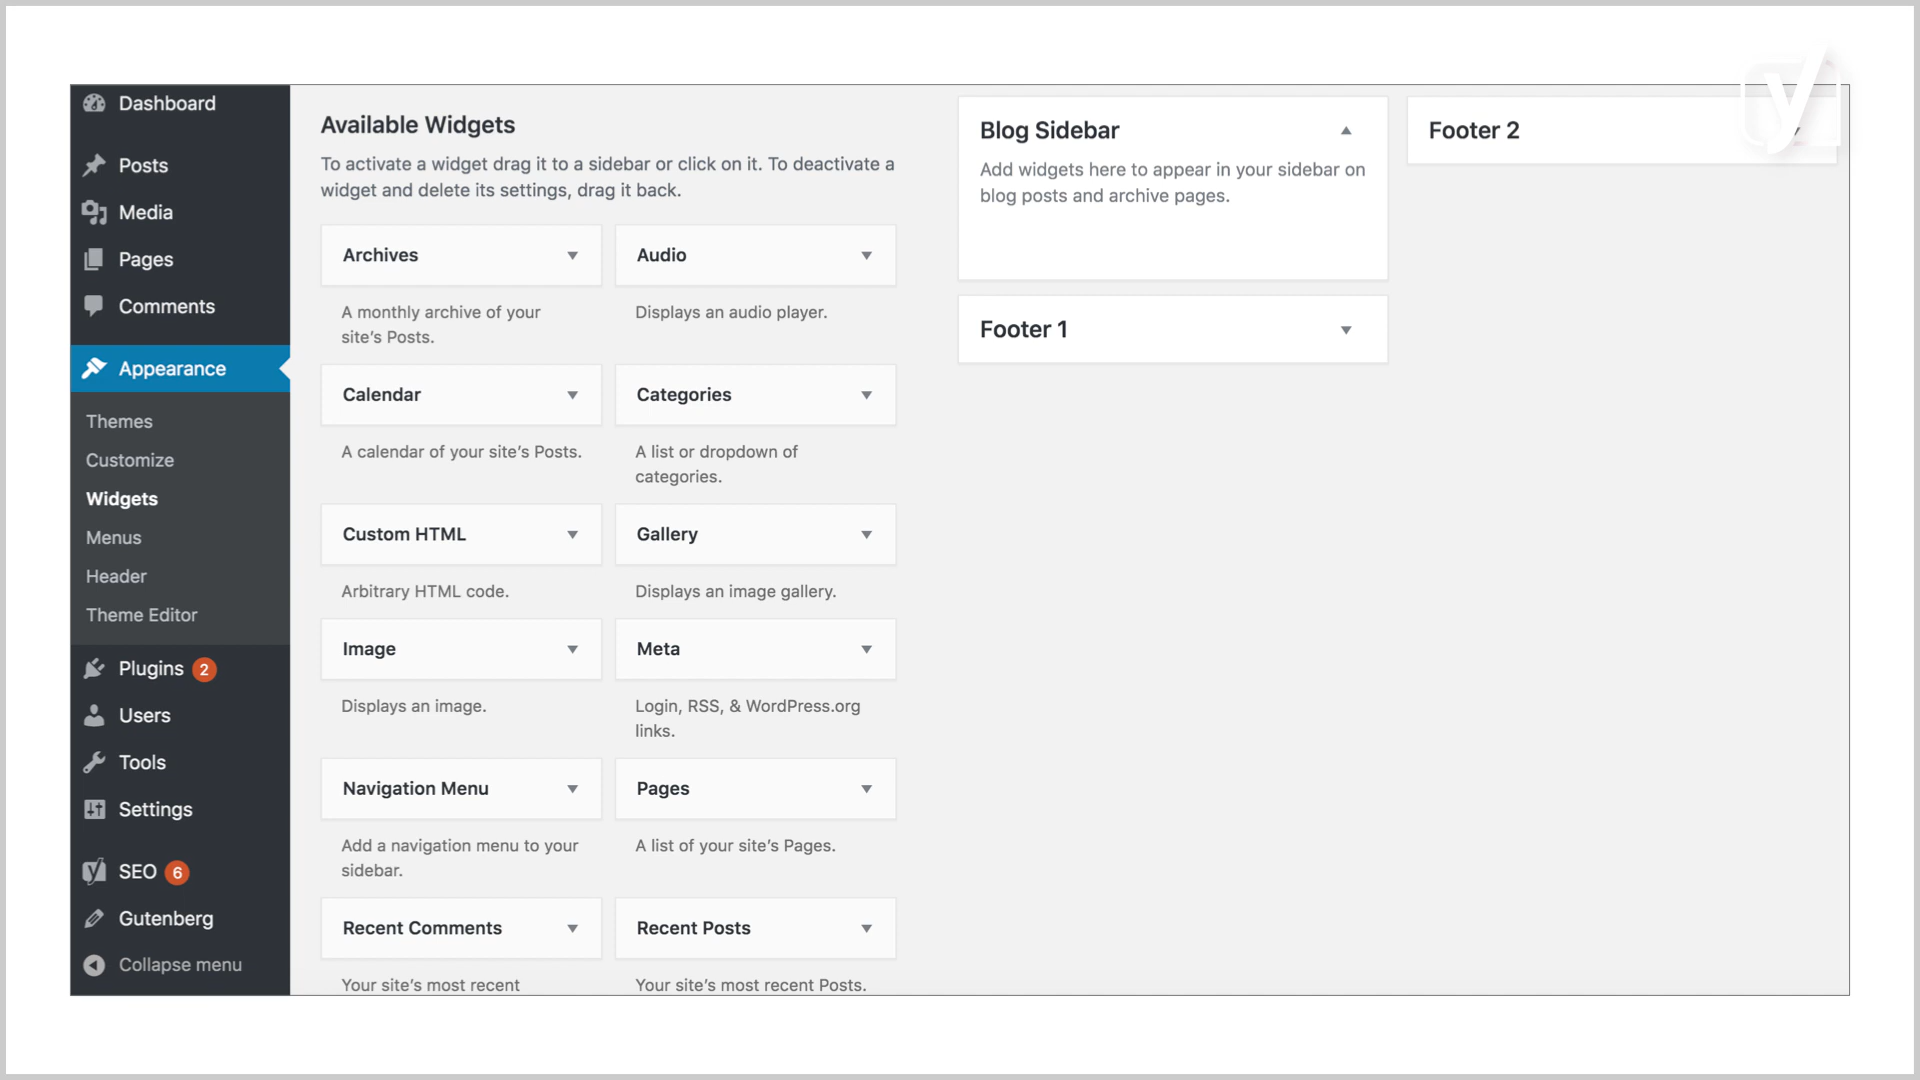 Dashboard
Posts
Media
Pages
Comments
Appearance
Themes
Customize
Widgets
Menus
Header
Theme Editor
Plugins 2
Users
Tools
Settings
SEO 6
Gutenberg
Collapse menu
Available Widgets
To activate a widget drag it to a sidebar or click on it. To deactivate a
widget and delete its settings, drag it back.
Archives
A monthly archive of your
site’s Posts.
Audio
Displays an audio player.
Calendar
A calendar of your site’s Posts.
Categories
A list or dropdown of
categories.
Custom HTML
Arbitrary HTML code.
Gallery
Displays an image gallery.
Image
Displays an image.
Meta
Login, RSS, & WordPress.org
links.
Navigation Menu
Add a navigation menu to your
sidebar.
Pages
A list of your site’s Pages.
Recent Comments
Your site’s most recent
Recent Posts
Your site’s most recent Posts.
Blog Sidebar
Add widgets here to appear in your sidebar on
blog posts and archive pages.
Footer 1
Footer 2
y